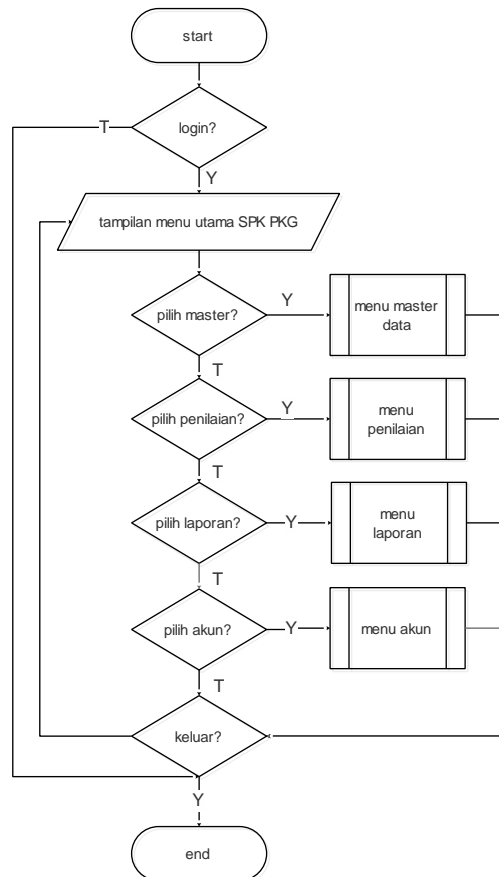 start
login?
T
Y
tampilan menu utama SPK PKG
pilih master?
Y
menu master
data
T
pilih penilaian?
Y
menu
penilaian
T
pilih laporan?
Y
menu
laporan
T
pilih akun?
Y
menu akun
T
keluar?
Y
end